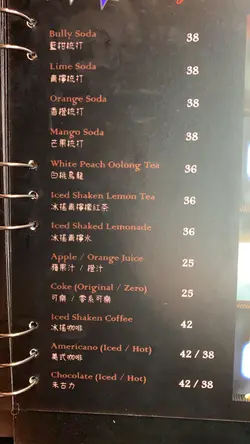 Bully Soda 38
藍柑梳打
Lime Soda 38
青檸梳打
Orange Soda 38
香橙梳打
Mango Soda 38
芒果梳打
White Peach Oolong Tea 36
白桃烏龍
Iced Shaken Lemon Tea 36
冰搖青檸檬紅茶
Iced Shaked Lemonade 36
冰搖青檸水
Apple / Orange Juice 25
蘋果汁 / 橙汁
Coke (Original / Zero) 25
可樂 / 零系可樂
Iced Shaken Coffee 42
冰搖咖啡
Americano (Iced / Hot) 42 / 38
美式咖啡
Chocolate (Iced / Hot) 42 / 38
朱古力